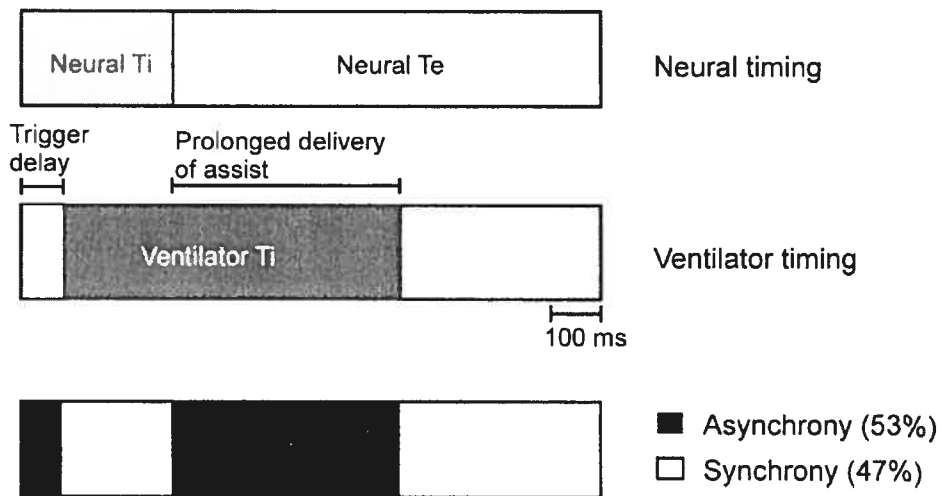 Neural Ti
Neural Te
Neural timing
Trigger
delay
Prolonged delivery
of assist
Ventilator Ti
Ventilator timing
100 ms
Asynchrony (53%)
Synchrony (47%)